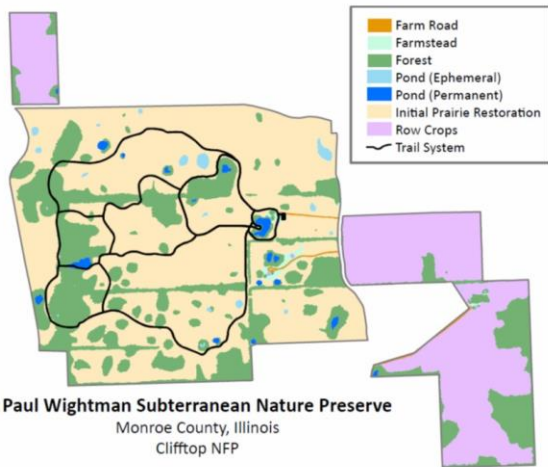 Farm Road
Farmstead
Forest
Pond (Ephemeral)
Pond (Permanent)
Initial Prairie Restoration
Row Crops
Trail System
Paul Wightman Subterranean Nature Preserve
Monroe County, Illinois
Clifftop NFP